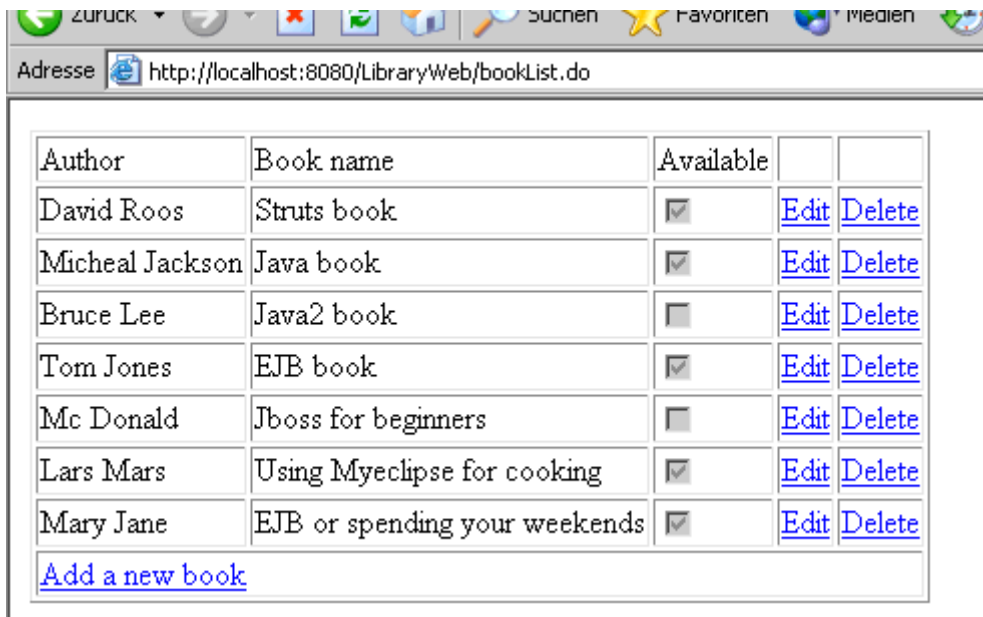 Zurück Suchen Favoriten Medien
Adresse http://localhost:8080/LibraryWeb/bookList.do
Author Book name Available
David Roos Struts book Edit Delete
Micheal Jackson Java book Edit Delete
Bruce Lee Java2 book Edit Delete
Tom Jones EJB book Edit Delete
Mc Donald Jboss for beginners Edit Delete
Lars Mars Using Myeclipse for cooking Edit Delete
Mary Jane EJB or spending your weekends Edit Delete
Add a new book